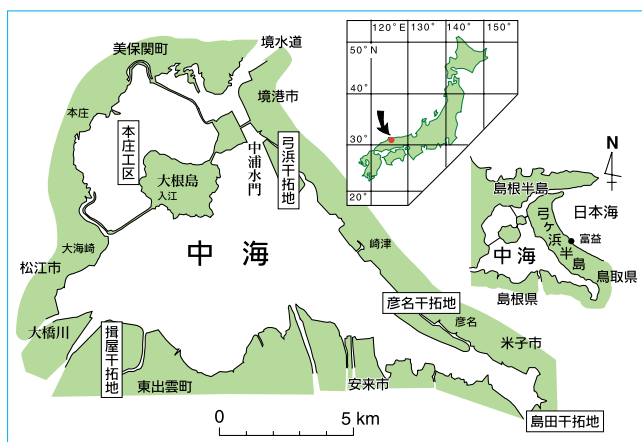 美保関町
境水道
境港市
本庄
本庄工区
大根島
入江
中浦水門
弓浜干拓地
大海崎
松江市
中海
崎津
彦名干拓地
彦名
米子市
大橋川
揖屋干拓地
東出雲町
安来市
島田干拓地
0 5 km
120°E 130° 140° 150°
50°N
40°
30°
20°
N
島根半島
日本海
弓ヶ浜半島
富益
中海
鳥取県
島根県